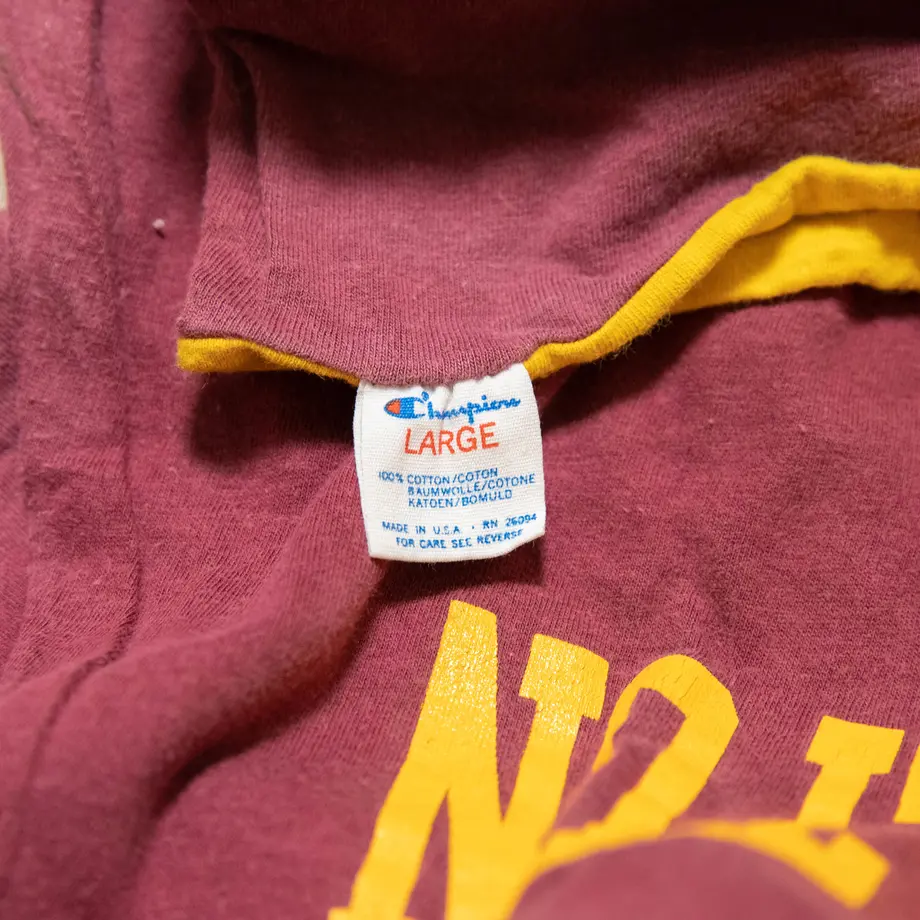 Champion
LARGE
100% COTTON/COTON
BAUMWOLLE/COTONE
KATOEN/BOMULD
MADE IN U.S.A. · RN 26094
FOR CARE SEE REVERSE